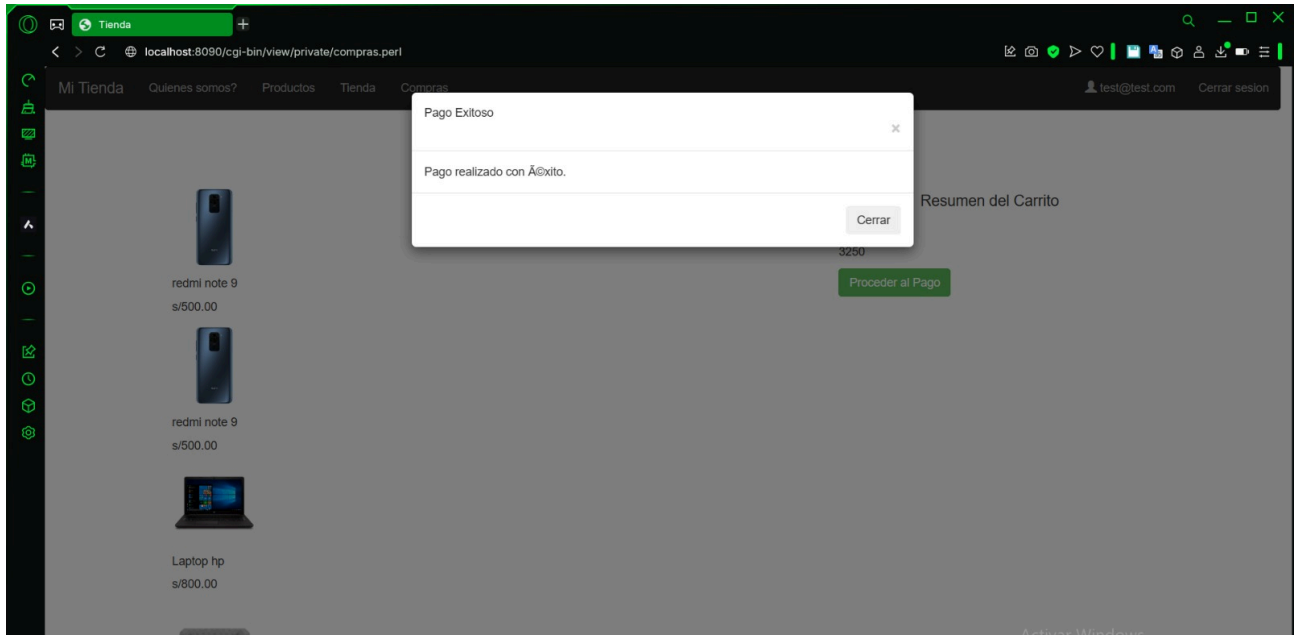 Tienda
localhost:8090/cgi-bin/view/private/compras.perl
Mi Tienda Quienes somos? Productos Tienda Compras test@test.com Cerrar sesion
Pago Exitoso
×
Pago realizado con Ã©xito.
Cerrar
Resumen del Carrito
3250
Proceder al Pago
redmi note 9
s/500.00
redmi note 9
s/500.00
Laptop hp
s/800.00
Activar Windows